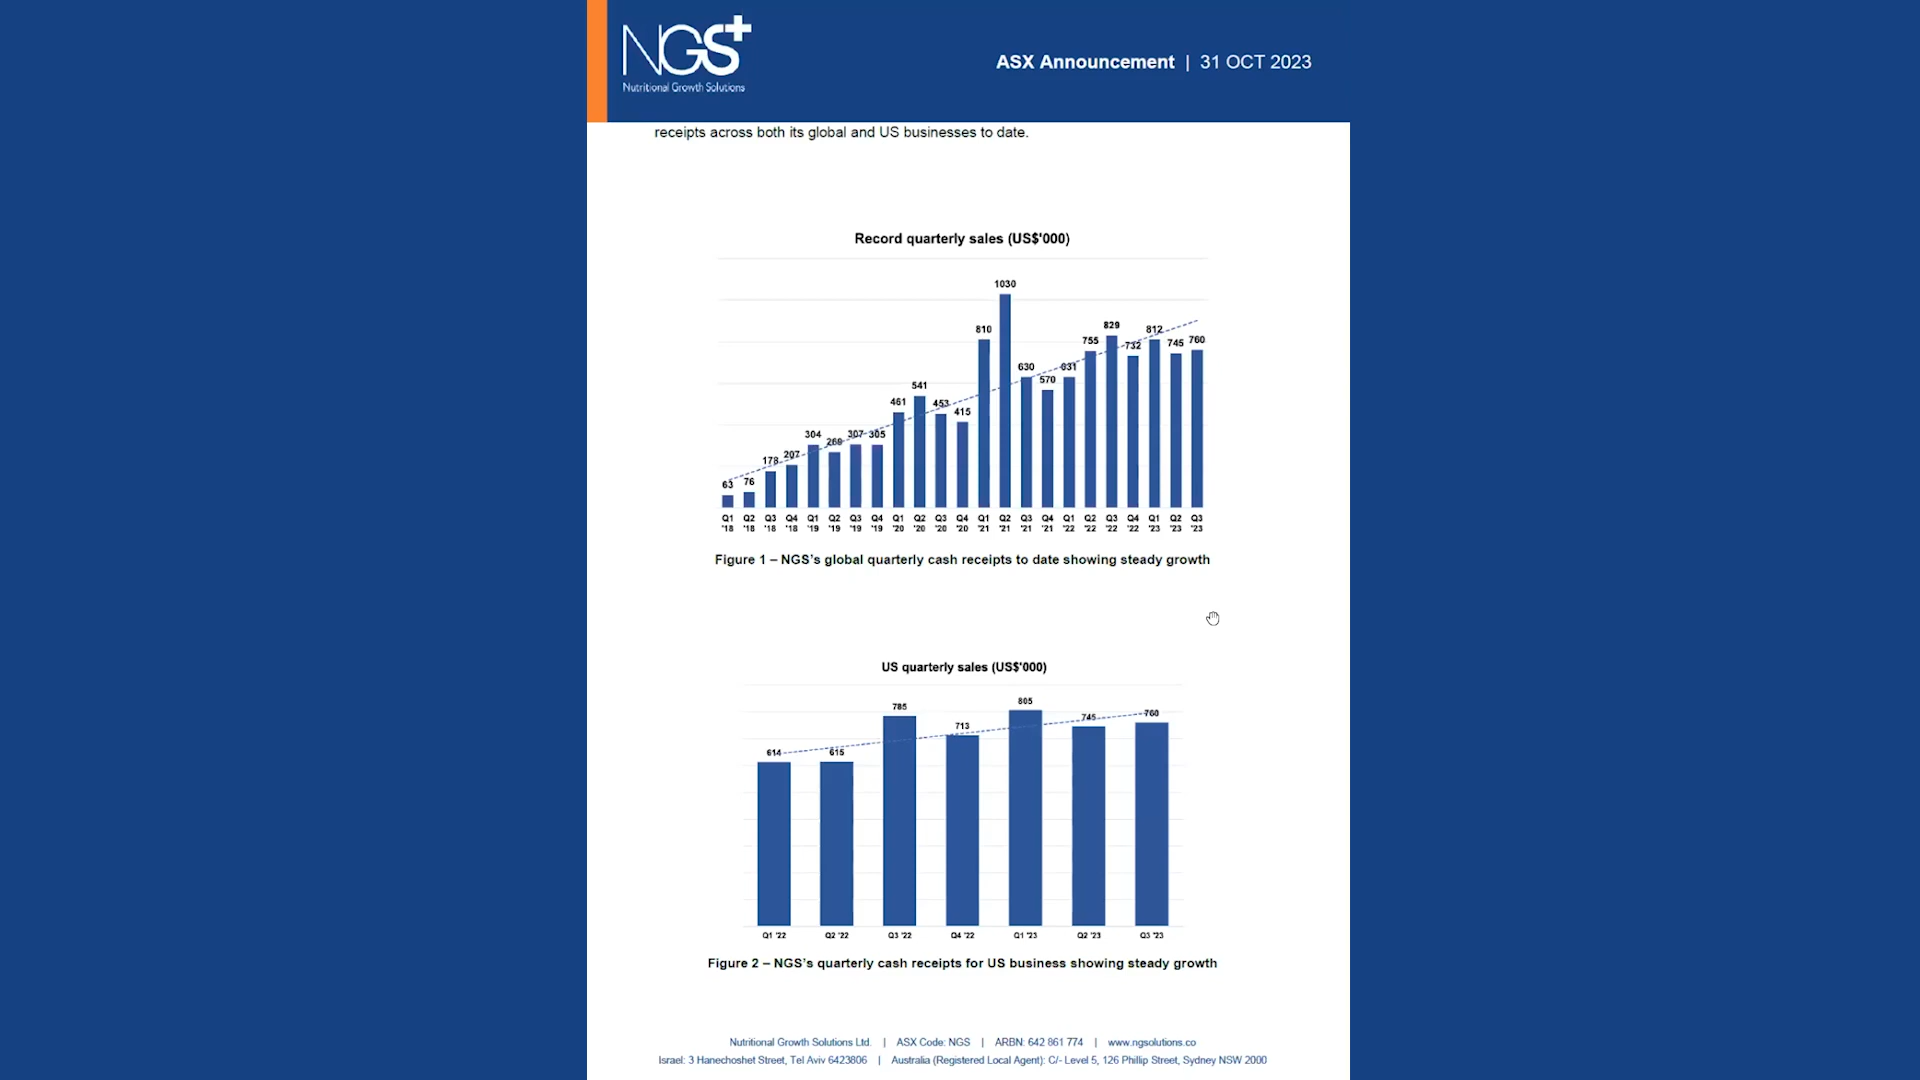 NGS+
Nutritional Growth Solutions
ASX Announcement | 31 OCT 2023
receipts across both its global and US businesses to date.
Record quarterly sales (US$'000)
63 76 178 207 304 268 307 305 461 541 453 415 810 1030 630 570 631 755 829 732 812 745 760
Q1 Q2 Q3 Q4 Q1 Q2 Q3 Q4 Q1 Q2 Q3 Q4 Q1 Q2 Q3 Q4 Q1 Q2 Q3 Q4 Q1 Q2 Q3
'18 '18 '18 '18 '19 '19 '19 '19 '20 '20 '20 '20 '21 '21 '21 '21 '22 '22 '22 '22 '23 '23 '23
Figure 1 – NGS's global quarterly cash receipts to date showing steady growth
US quarterly sales (US$'000)
614 615 785 713 805 745 760
Q1 '22 Q2 '22 Q3 '22 Q4 '22 Q1 '23 Q2 '23 Q3 '23
Figure 2 – NGS's quarterly cash receipts for US business showing steady growth
Nutritional Growth Solutions Ltd. | ASX Code: NGS | ARBN: 642 861 774 | www.ngsolutions.co
Israel: 3 Hanechoshet Street, Tel Aviv 6423806 | Australia (Registered Local Agent): C/- Level 5, 126 Phillip Street, Sydney NSW 2000